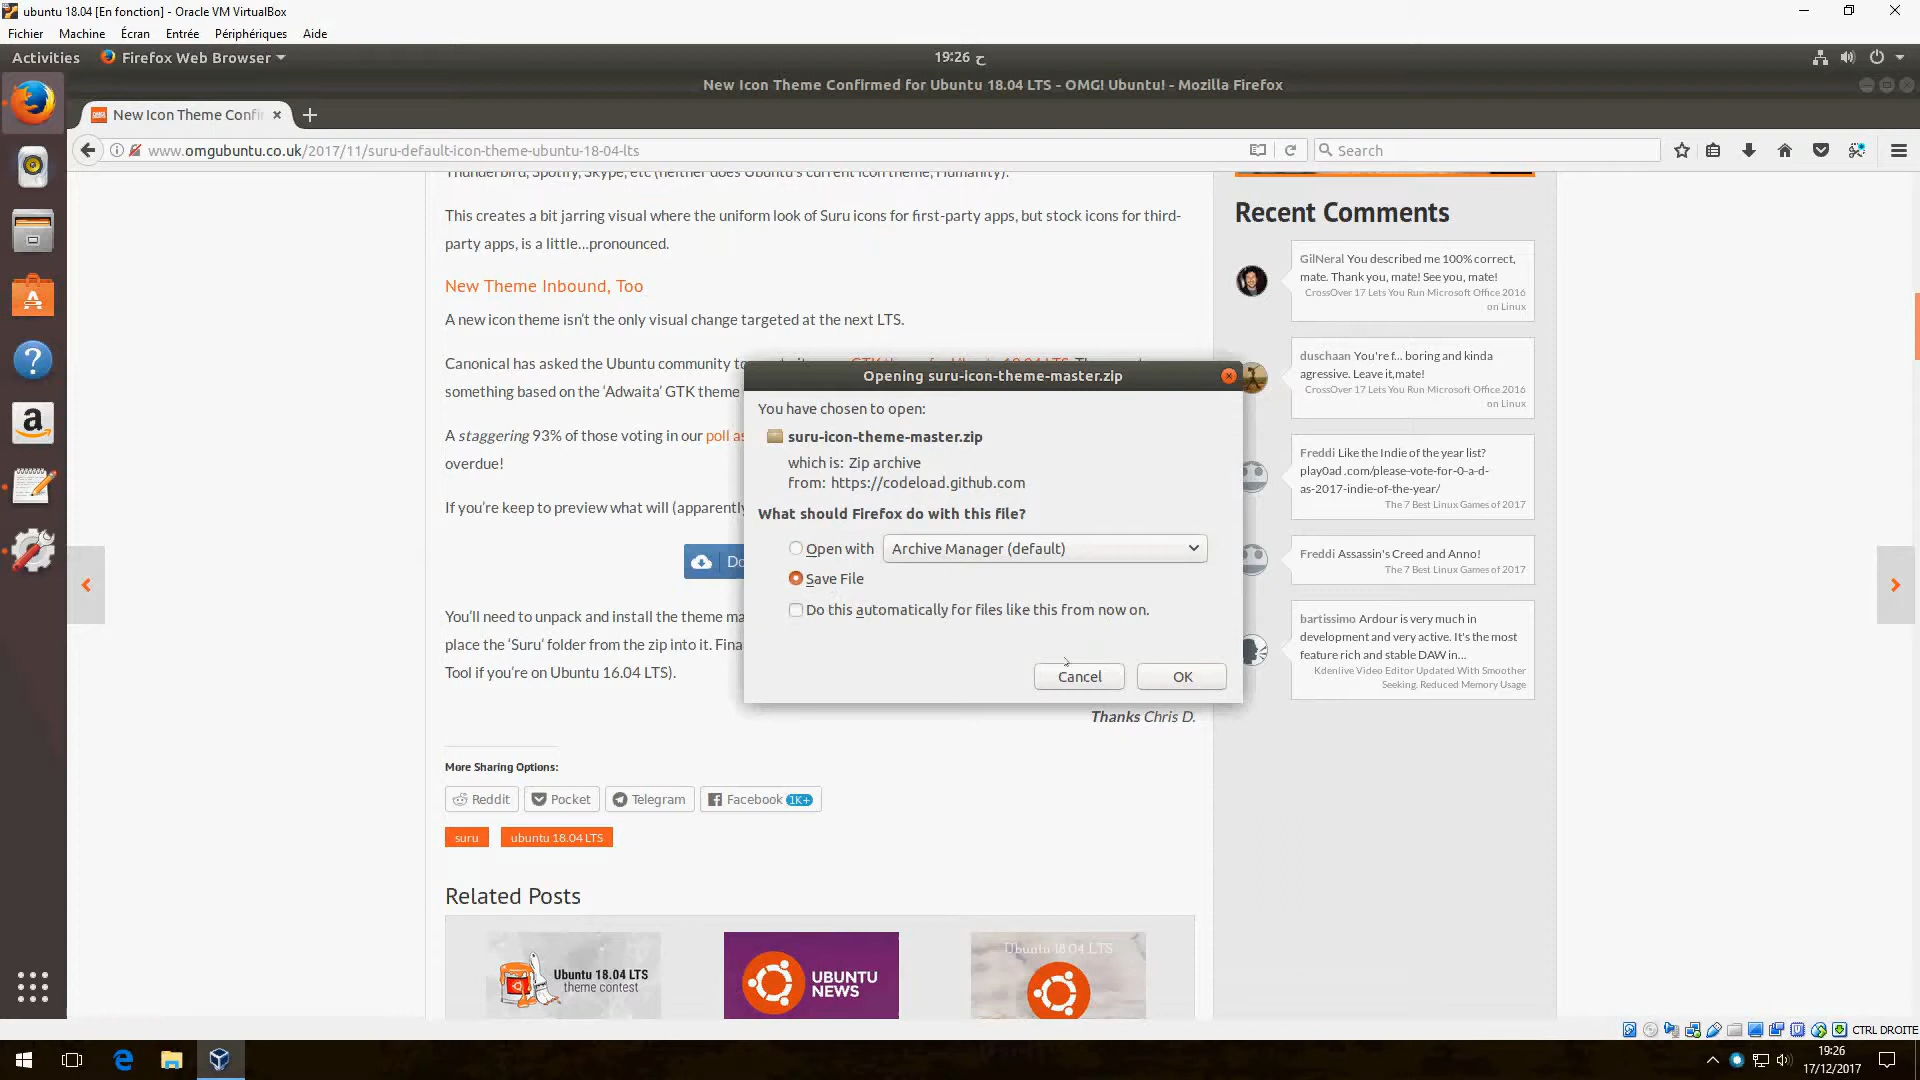 ubuntu 18.04 [En fonction] - Oracle VM VirtualBox
Fichier Machine Écran Entrée Périphériques Aide
Activities Firefox Web Browser 19:26 ح
New Icon Theme Confirmed for Ubuntu 18.04 LTS - OMG! Ubuntu! - Mozilla Firefox
New Icon Theme Confi
www.omgubuntu.co.uk/2017/11/suru-default-icon-theme-ubuntu-18-04-lts
Search
Thunderbird, Spotify, Skype, etc (neither does Ubuntu's current icon theme, Humanity).
This creates a bit jarring visual where the uniform look of Suru icons for first-party apps, but stock icons for third-
party apps, is a little…pronounced.
New Theme Inbound, Too
A new icon theme isn't the only visual change targeted at the next LTS.
Canonical has asked the Ubuntu community to
something based on the 'Adwaita' GTK theme
A staggering 93% of those voting in our poll as
overdue!
If you're keep to preview what will (apparently
Do
You'll need to unpack and install the theme ma
place the 'Suru' folder from the zip into it. Fina
Tool if you're on Ubuntu 16.04 LTS).
Thanks Chris D.
More Sharing Options:
Reddit Pocket Telegram Facebook 1K+
suru ubuntu 18.04 LTS
Related Posts
Ubuntu 18.04 LTS
theme contest
UBUNTU
NEWS
Ubuntu 18.04 LTS
Opening suru-icon-theme-master.zip
You have chosen to open:
suru-icon-theme-master.zip
which is: Zip archive
from: https://codeload.github.com
What should Firefox do with this file?
Open with Archive Manager (default)
Save File
Do this automatically for files like this from now on.
Cancel OK
Recent Comments
GilNeral You described me 100% correct,
mate. Thank you, mate! See you, mate!
CrossOver 17 Lets You Run Microsoft Office 2016
on Linux
duschaan You're f... boring and kinda
agressive. Leave it,mate!
CrossOver 17 Lets You Run Microsoft Office 2016
on Linux
Freddi Like the Indie of the year list?
play0ad .com/please-vote-for-0-a-d-
as-2017-indie-of-the-year/
The 7 Best Linux Games of 2017
Freddi Assassin's Creed and Anno!
The 7 Best Linux Games of 2017
bartissimo Ardour is very much in
development and very active. It's the most
feature rich and stable DAW in...
Kdenlive Video Editor Updated With Smoother
Seeking, Reduced Memory Usage
CTRL DROITE
19:26
17/12/2017